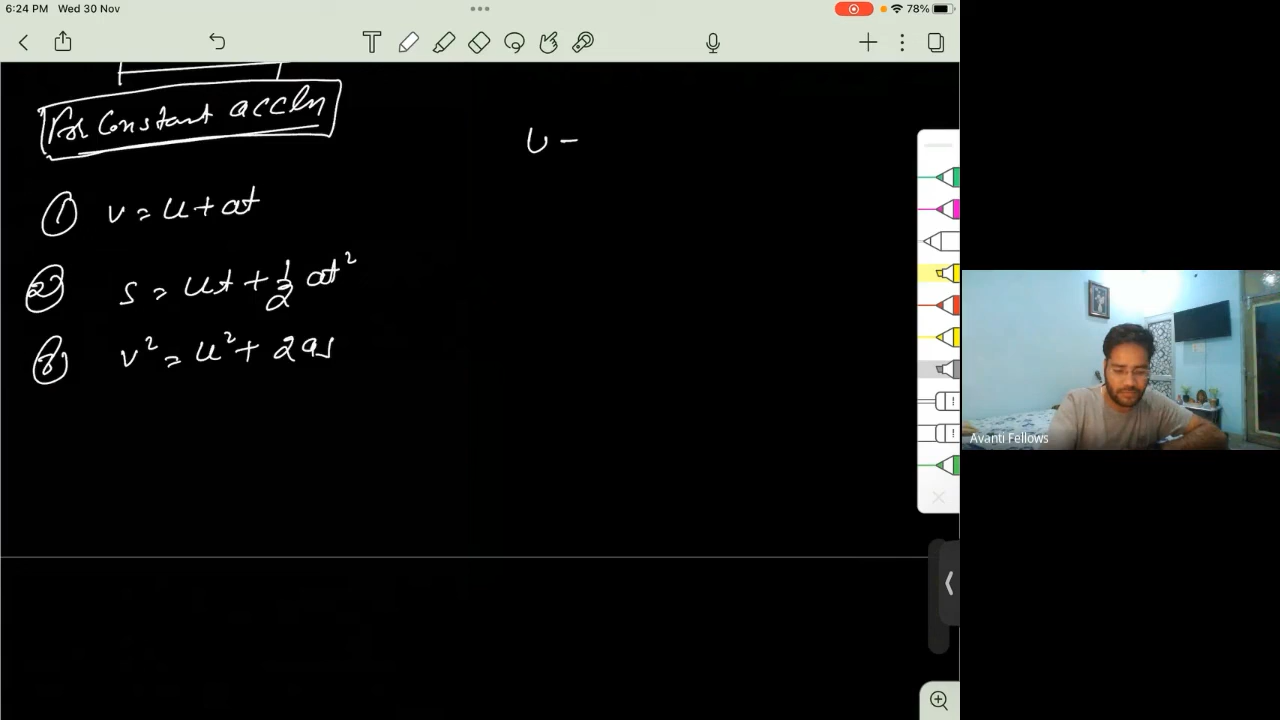 6:24 PM Wed 30 Nov
78%
For Constant accln
① v = u + at
② s = ut + 1/2 at²
③ v² = u² + 2as
u -
Avanti Fellows